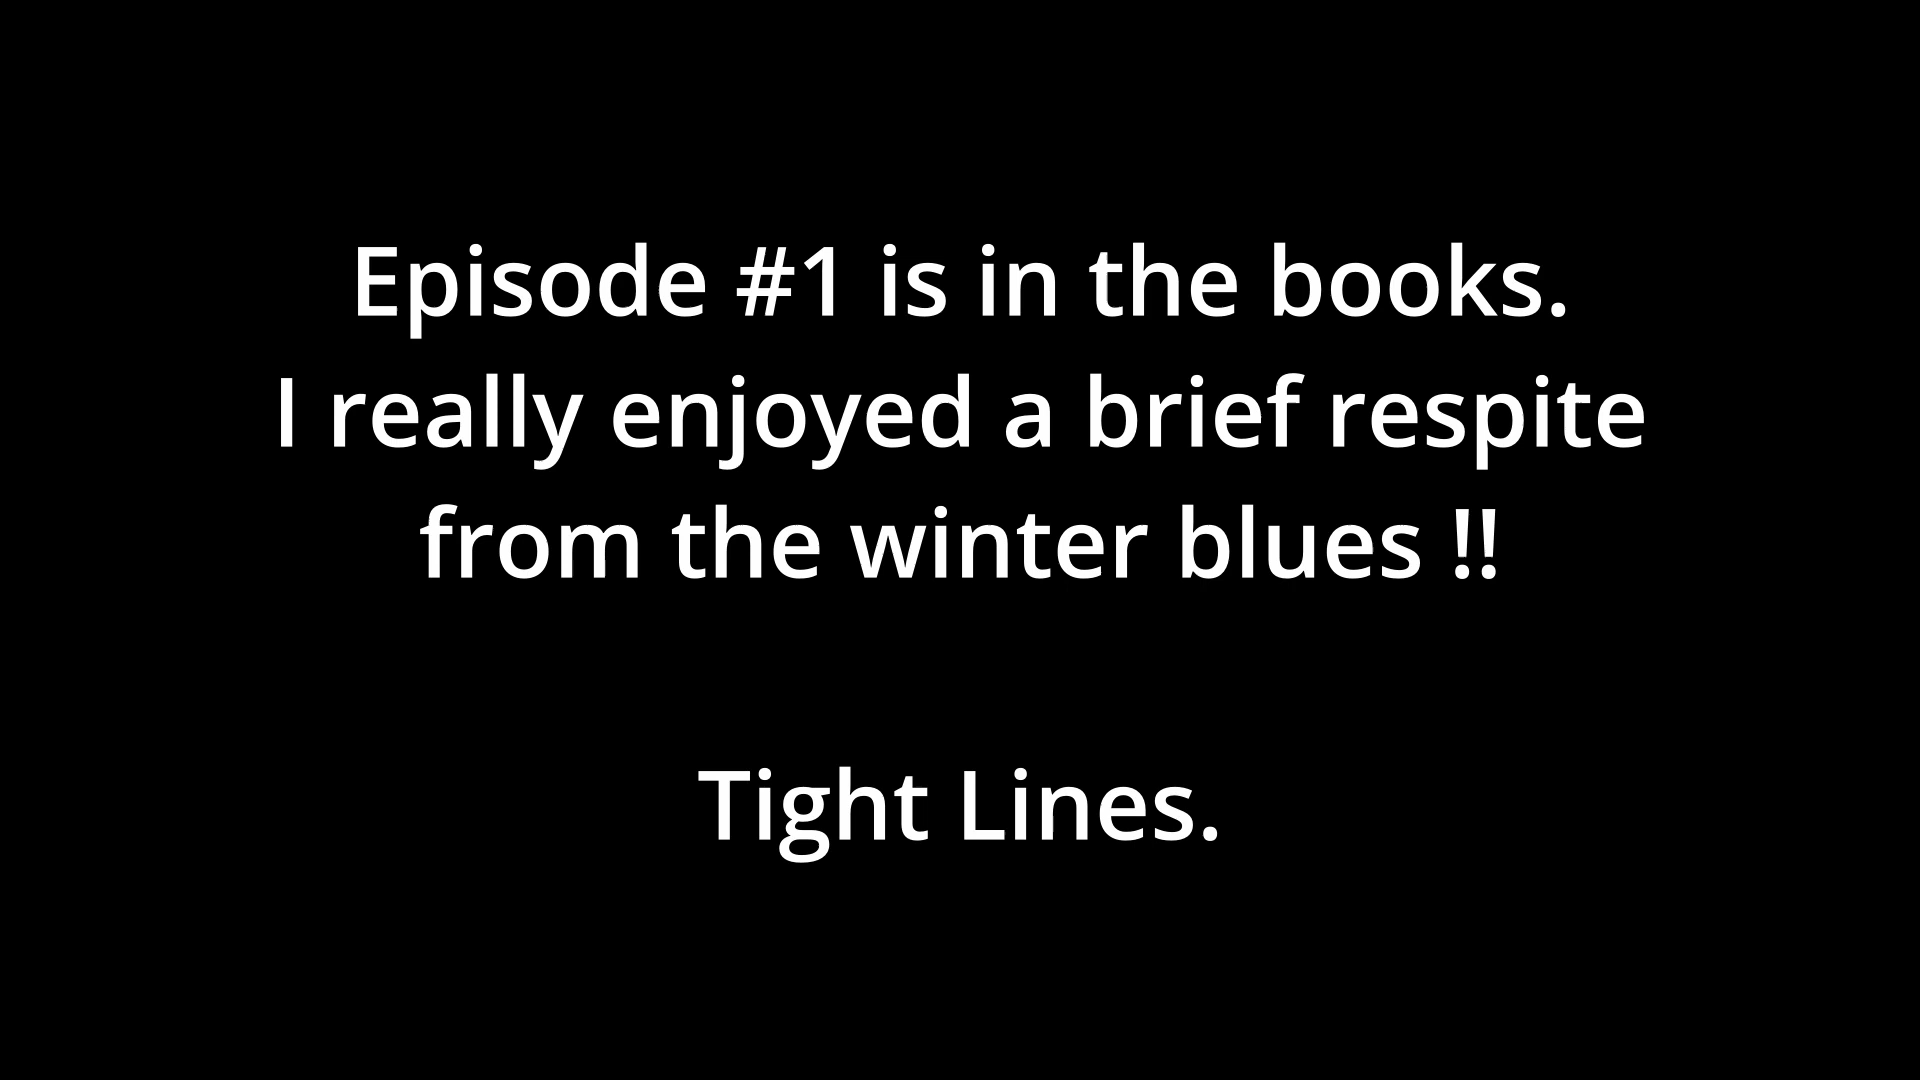 Episode #1 is in the books.
I really enjoyed a brief respite
from the winter blues !!
Tight Lines.